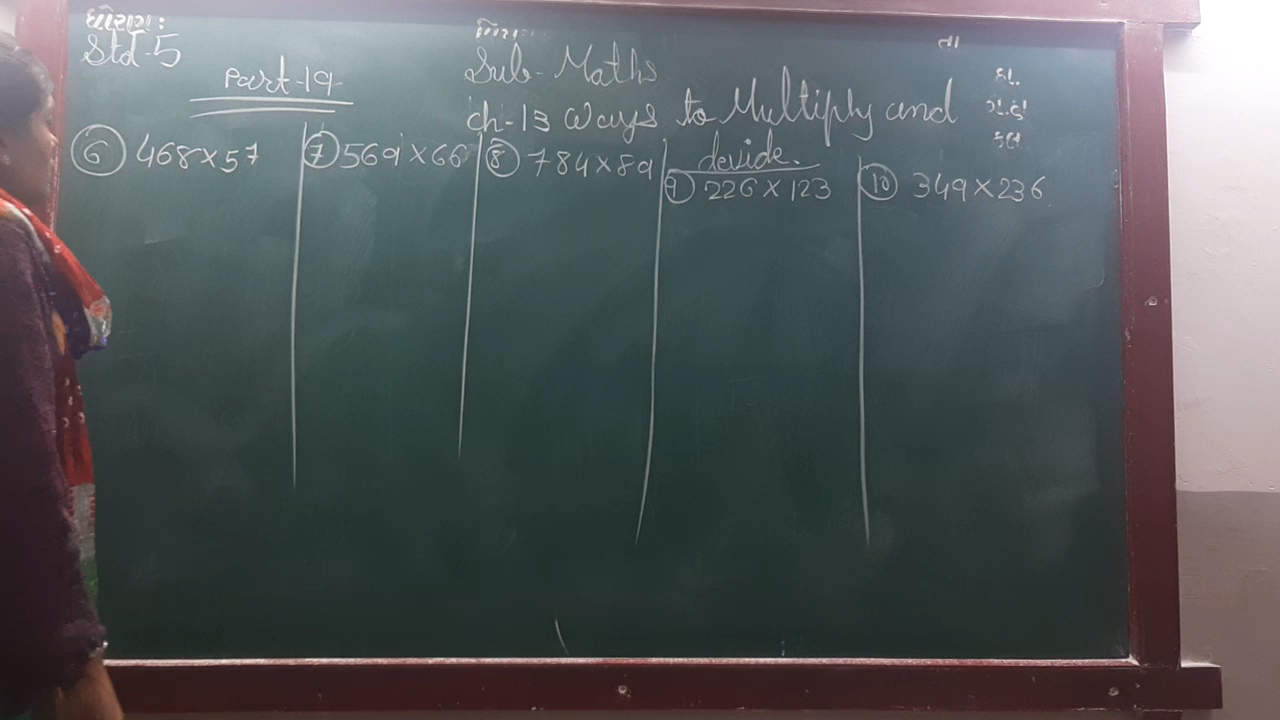 ધોરણ:
Std-5
Part-19
Sub-Maths
ch-13 Ways to Multiply and
devide.
તા
ગ.હા
⑥ 468×57
⑦ 569×66
⑧ 784×89
⑨ 226×123
⑩ 349×236